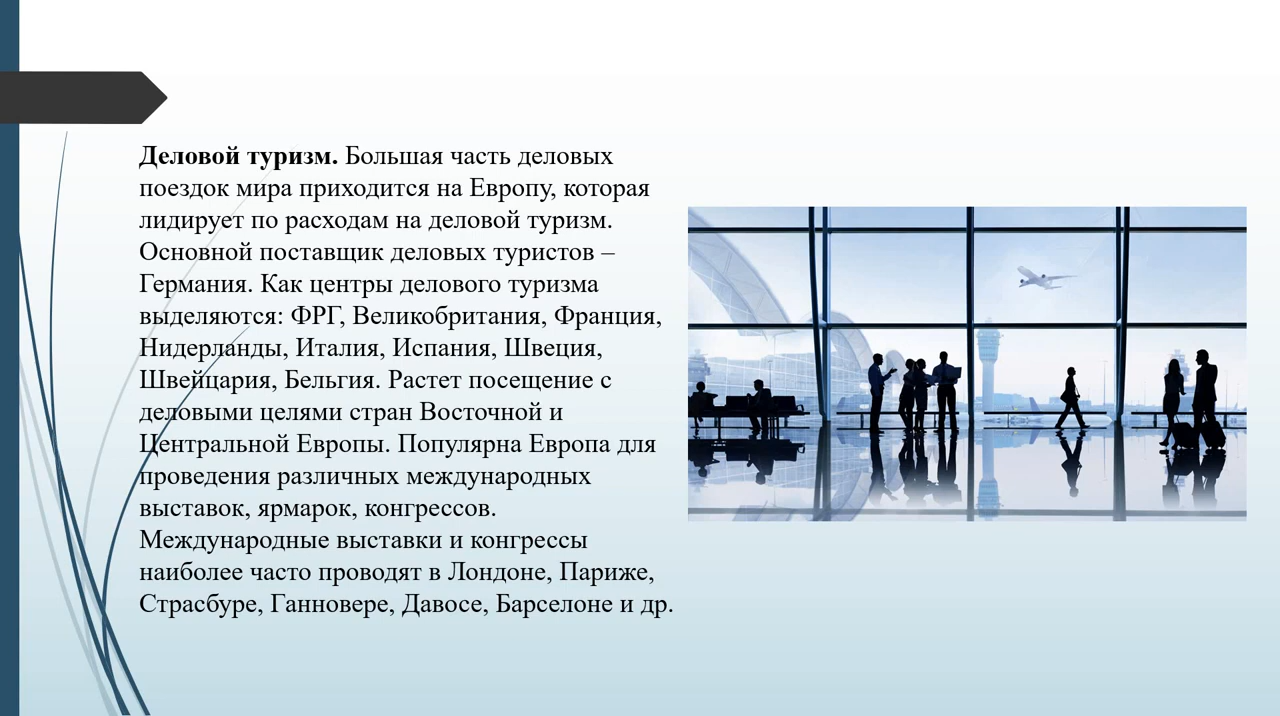 Деловой туризм. Большая часть деловых
поездок мира приходится на Европу, которая
лидирует по расходам на деловой туризм.
Основной поставщик деловых туристов –
Германия. Как центры делового туризма
выделяются: ФРГ, Великобритания, Франция,
Нидерланды, Италия, Испания, Швеция,
Швейцария, Бельгия. Растет посещение с
деловыми целями стран Восточной и
Центральной Европы. Популярна Европа для
проведения различных международных
выставок, ярмарок, конгрессов.
Международные выставки и конгрессы
наиболее часто проводят в Лондоне, Париже,
Страсбуре, Ганновере, Давосе, Барселоне и др.